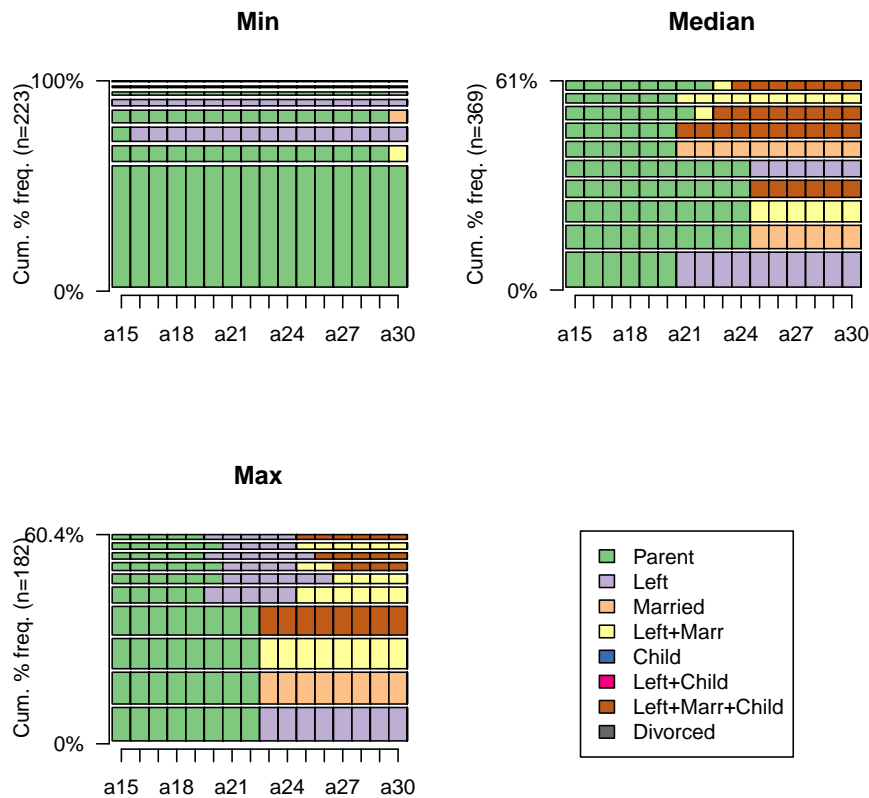 Min
Cum. % freq. (n=223)
100%
0%
a15 a18 a21 a24 a27 a30
Median
Cum. % freq. (n=369)
61%
0%
a15 a18 a21 a24 a27 a30
Max
Cum. % freq. (n=182)
60.4%
0%
a15 a18 a21 a24 a27 a30
Parent
Left
Married
Left+Marr
Child
Left+Child
Left+Marr+Child
Divorced